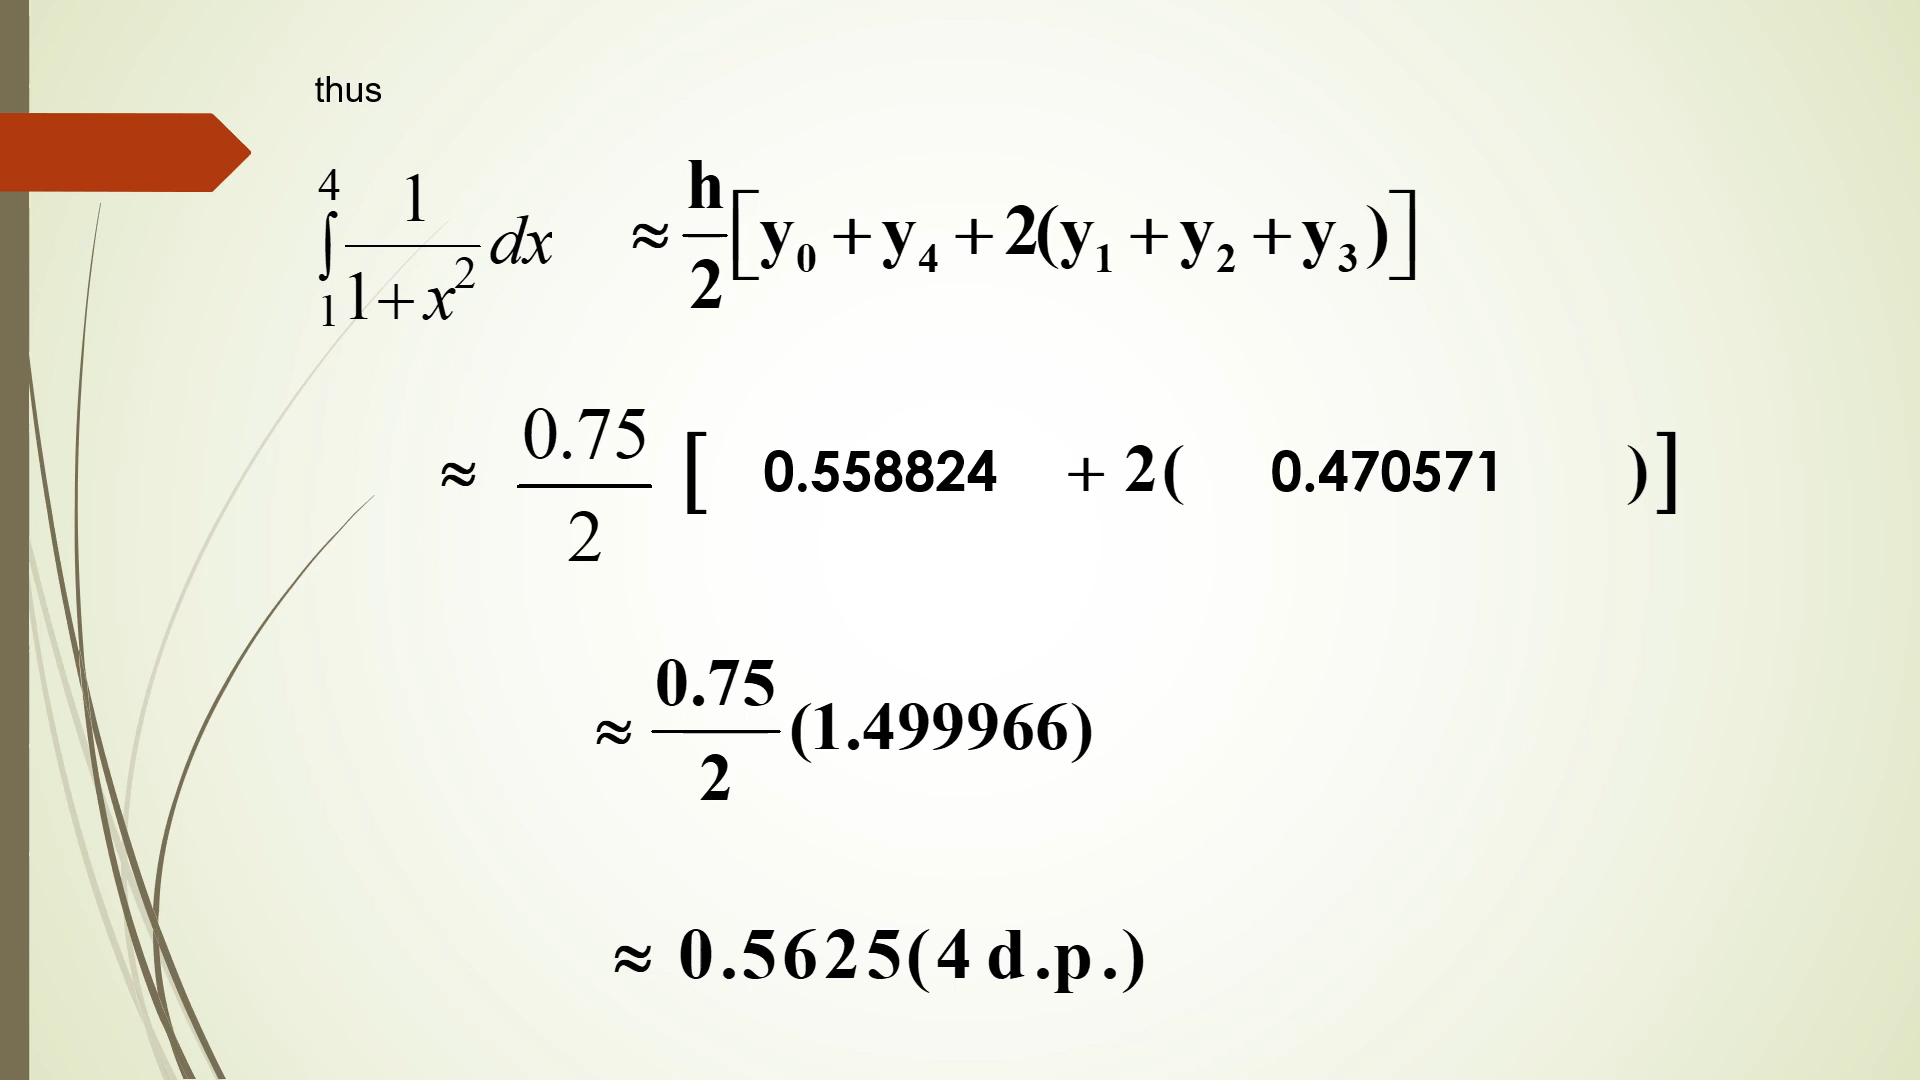 thus
∫₁⁴ 1/(1+x²) dx ≈ h/2 [y₀ + y₄ + 2(y₁ + y₂ + y₃)]
≈ 0.75/2 [ 0.558824 + 2( 0.470571 )]
≈ 0.75/2 (1.499966)
≈ 0.5625(4 d.p.)